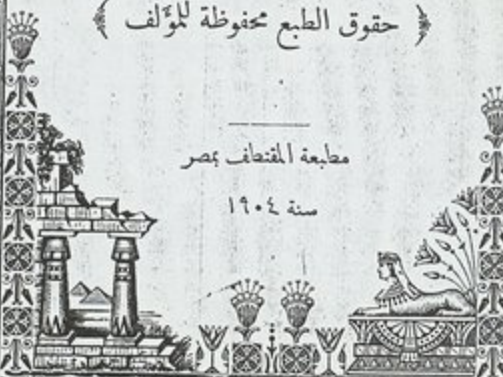 ﴿ حقوق الطبع محفوظة للمؤلف ﴾
مطبعة المقتطف بمصر
سنة ١٩٠٤